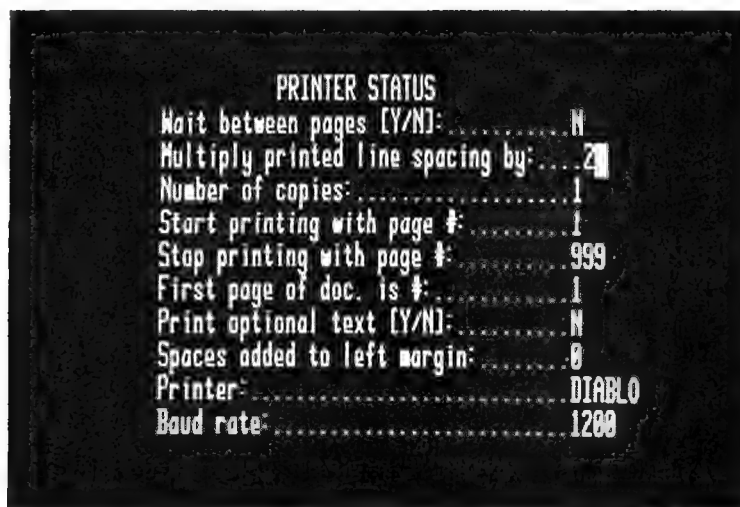 PRINTER STATUS
Wait between pages [Y/N]:..........N
Multiply printed line spacing by:....2
Number of copies:...................1
Start printing with page #:.........1
Stop printing with page #:..........999
First page of doc. is #:............1
Print optional text [Y/N]:..........N
Spaces added to left margin:........0
Printer:............................DIABLO
Baud rate:..........................1200